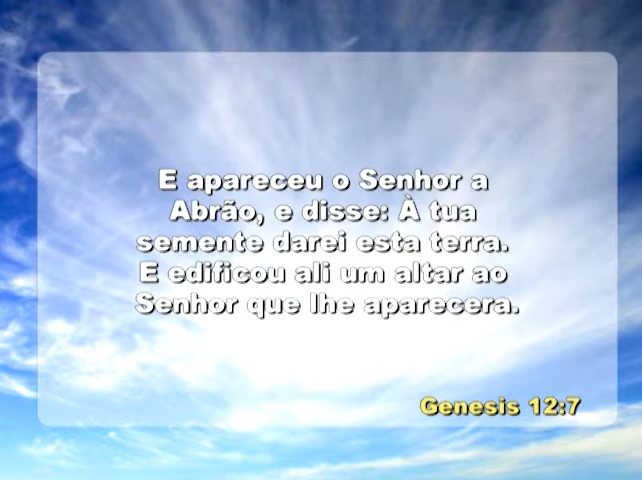 E apareceu o Senhor a
Abrão, e disse: À tua
semente darei esta terra.
E edificou ali um altar ao
Senhor que lhe aparecera.
Genesis 12:7